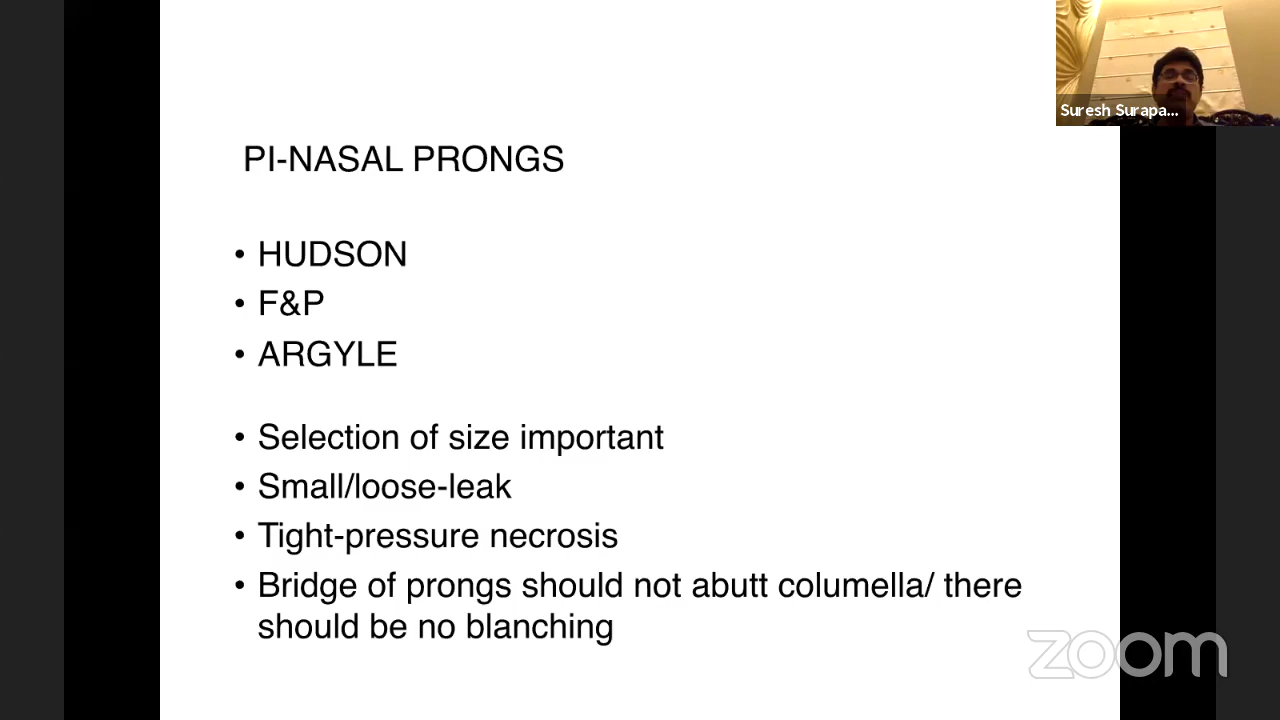 Suresh Surapa...
PI-NASAL PRONGS
• HUDSON
• F&P
• ARGYLE
• Selection of size important
• Small/loose-leak
• Tight-pressure necrosis
• Bridge of prongs should not abutt columella/ there
should be no blanching
zoom